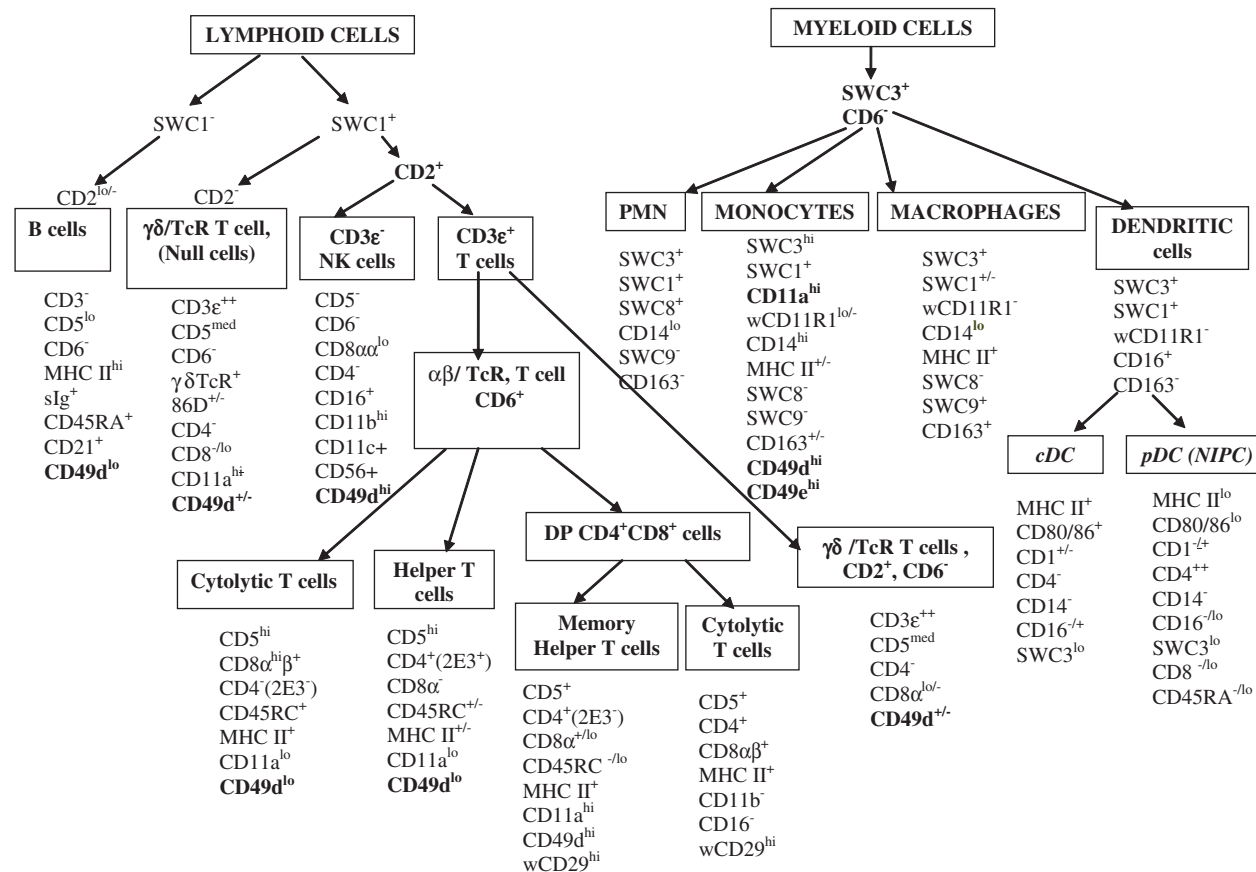 LYMPHOID CELLS
SWC1⁻
SWC1⁺
CD2⁺
CD2ˡᵒ/⁻
B cells
CD3⁻
CD5ˡᵒ
CD6⁻
MHC IIʰⁱ
sIg⁺
CD45RA⁺
CD21⁺
CD49dˡᵒ
CD2⁻
γδ/TcR T cell,
(Null cells)
CD3ε⁺⁺
CD5ᵐᵉᵈ
CD6⁻
γδTcR⁺
86D⁺/⁻
CD4⁻
CD8⁻/ˡᵒ
CD11aʰⁱ
CD49d⁺/⁻
CD3ε⁻
NK cells
CD5⁻
CD6⁻
CD8ααˡᵒ
CD4⁻
CD16⁺
CD11bʰⁱ
CD11c+
CD56+
CD49dʰⁱ
CD3ε⁺
T cells
αβ/ TcR, T cell
CD6⁺
Cytolytic T cells
CD5ʰⁱ
CD8αʰⁱβ⁺
CD4⁻(2E3⁻)
CD45RC⁺
MHC II⁺
CD11aˡᵒ
CD49dˡᵒ
Helper T
cells
CD5ʰⁱ
CD4⁺(2E3⁺)
CD8α⁻
CD45RC⁺/⁻
MHC II⁺/⁻
CD11aˡᵒ
CD49dˡᵒ
DP CD4⁺CD8⁺ cells
Memory
Helper T cells
CD5⁺
CD4⁺(2E3⁻)
CD8α⁺/ˡᵒ
CD45RC ⁻/ˡᵒ
MHC II⁺
CD11aʰⁱ
CD49dʰⁱ
wCD29ʰⁱ
Cytolytic
T cells
CD5⁺
CD4⁺
CD8αβ⁺
MHC II⁺
CD11b⁻
CD16⁻
wCD29ʰⁱ
γδ /TcR T cells ,
CD2⁺, CD6⁻
CD3ε⁺⁺
CD5ᵐᵉᵈ
CD4⁻
CD8αˡᵒ/⁻
CD49d⁺/⁻
MYELOID CELLS
SWC3⁺
CD6⁻
PMN
SWC3⁺
SWC1⁺
SWC8⁺
CD14ˡᵒ
SWC9⁻
CD163⁻
MONOCYTES
SWC3ʰⁱ
SWC1⁺
CD11aʰⁱ
wCD11R1ˡᵒ/⁻
CD14ʰⁱ
MHC II⁺/⁻
SWC8⁻
SWC9⁻
CD163⁺/⁻
CD49dʰⁱ
CD49eʰⁱ
MACROPHAGES
SWC3⁺
SWC1⁺/⁻
wCD11R1⁻
CD14ˡᵒ
MHC II⁺
SWC8⁻
SWC9⁺
CD163⁺
DENDRITIC
cells
SWC3⁺
SWC1⁺
wCD11R1⁻
CD16⁺
CD163⁻
cDC
MHC II⁺
CD80/86⁺
CD1⁺/⁻
CD4⁻
CD14⁻
CD16⁻/⁺
SWC3ˡᵒ
pDC (NIPC)
MHC IIˡᵒ
CD80/86ˡᵒ
CD1⁻/⁺
CD4⁺⁺
CD14⁻
CD16⁻/ˡᵒ
SWC3ˡᵒ
CD8 ⁻/ˡᵒ
CD45RA⁻/ˡᵒ